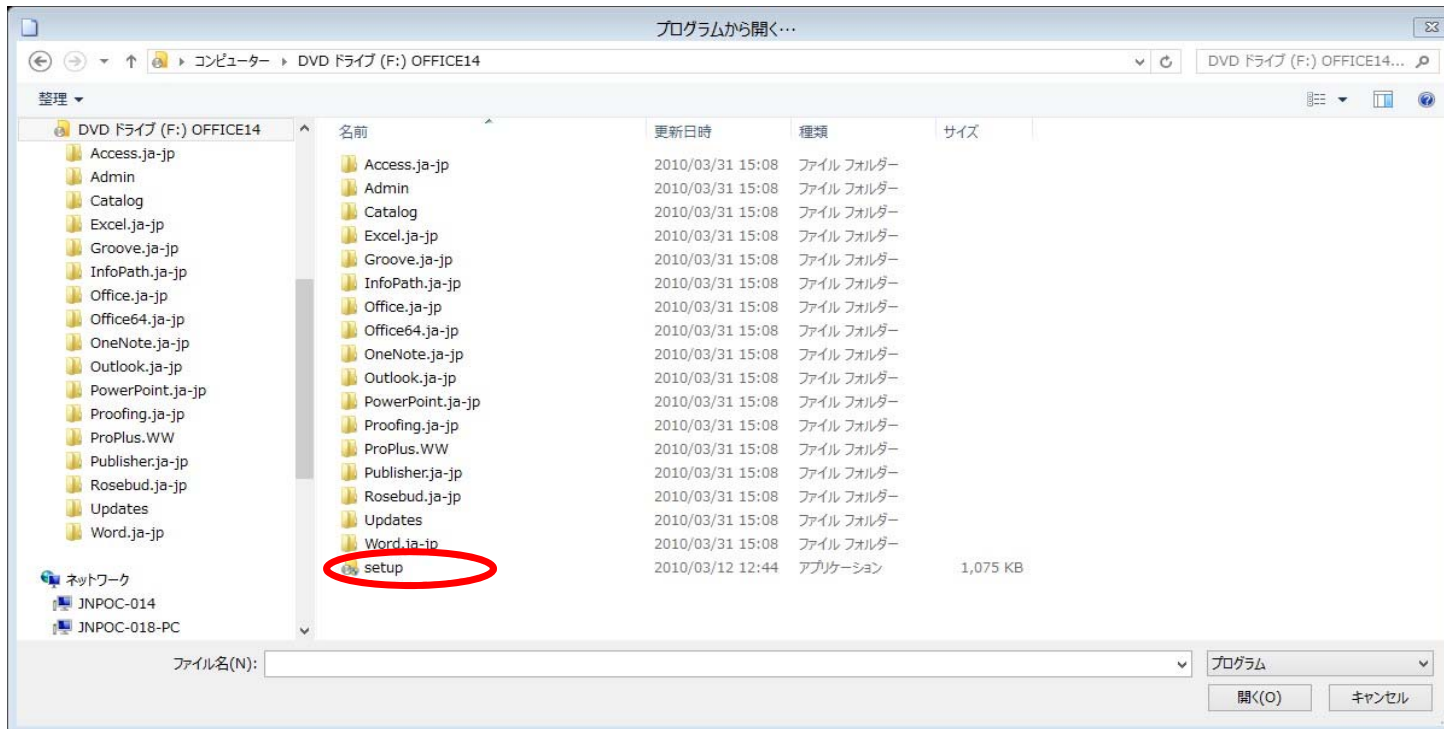 プログラムから開く…
コンピューター DVD ドライブ (F:) OFFICE14
DVD ドライブ (F:) OFFICE14...
整理
DVD ドライブ (F:) OFFICE14
Access.ja-jp
Admin
Catalog
Excel.ja-jp
Groove.ja-jp
InfoPath.ja-jp
Office.ja-jp
Office64.ja-jp
OneNote.ja-jp
Outlook.ja-jp
PowerPoint.ja-jp
Proofing.ja-jp
ProPlus.WW
Publisher.ja-jp
Rosebud.ja-jp
Updates
Word.ja-jp
ネットワーク
JNPOC-014
JNPOC-018-PC
名前 更新日時 種類 サイズ
Access.ja-jp 2010/03/31 15:08 ファイル フォルダー
Admin 2010/03/31 15:08 ファイル フォルダー
Catalog 2010/03/31 15:08 ファイル フォルダー
Excel.ja-jp 2010/03/31 15:08 ファイル フォルダー
Groove.ja-jp 2010/03/31 15:08 ファイル フォルダー
InfoPath.ja-jp 2010/03/31 15:08 ファイル フォルダー
Office.ja-jp 2010/03/31 15:08 ファイル フォルダー
Office64.ja-jp 2010/03/31 15:08 ファイル フォルダー
OneNote.ja-jp 2010/03/31 15:08 ファイル フォルダー
Outlook.ja-jp 2010/03/31 15:08 ファイル フォルダー
PowerPoint.ja-jp 2010/03/31 15:08 ファイル フォルダー
Proofing.ja-jp 2010/03/31 15:08 ファイル フォルダー
ProPlus.WW 2010/03/31 15:08 ファイル フォルダー
Publisher.ja-jp 2010/03/31 15:08 ファイル フォルダー
Rosebud.ja-jp 2010/03/31 15:08 ファイル フォルダー
Updates 2010/03/31 15:08 ファイル フォルダー
Word.ja-jp 2010/03/31 15:08 ファイル フォルダー
setup 2010/03/12 12:44 アプリケーション 1,075 KB
ファイル名(N):
プログラム
開く(O) キャンセル